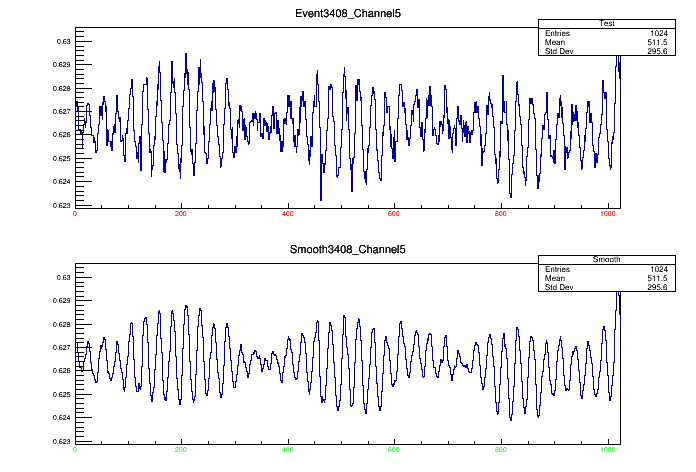 Event3408_Channel5
Test
Entries 1024
Mean 511.5
Std Dev 295.6
0.63
0.629
0.628
0.627
0.626
0.625
0.624
0.623
0 200 400 600 800 1000
Smooth3408_Channel5
Smooth
Entries 1024
Mean 511.5
Std Dev 295.6
0.63
0.629
0.628
0.627
0.626
0.625
0.624
0.623
0 200 400 600 800 1000